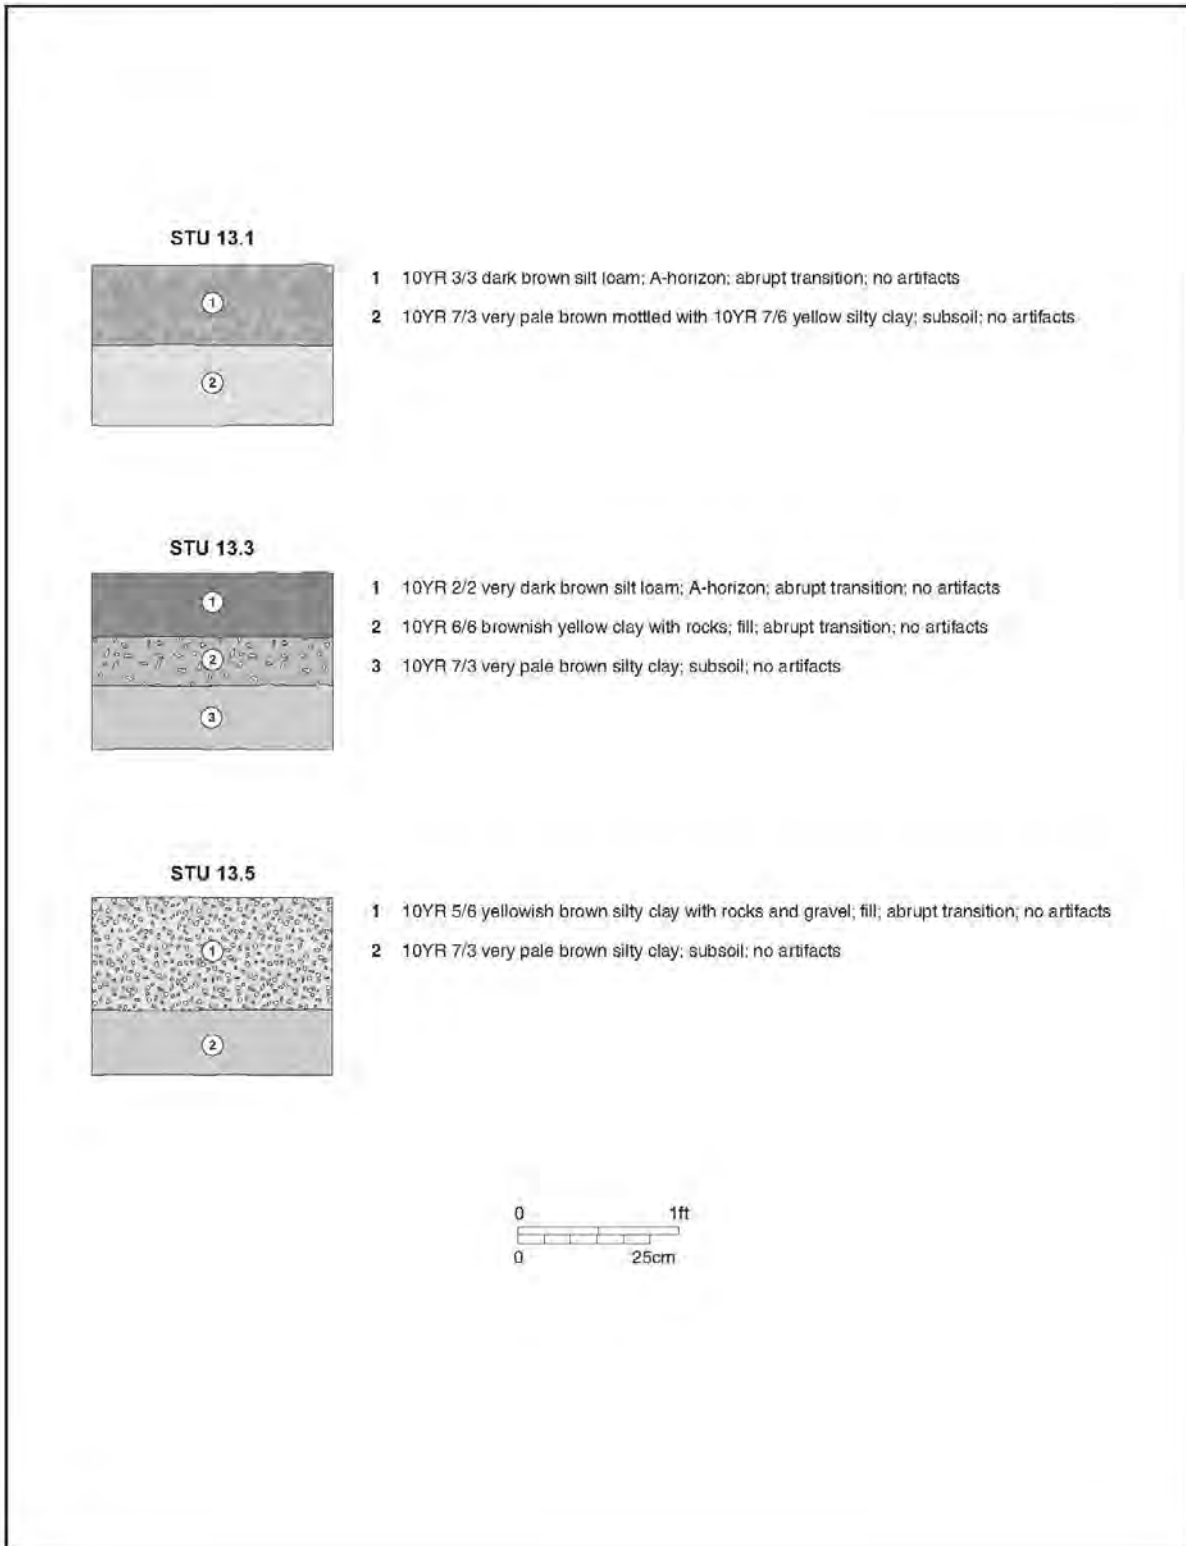 STU 13.1
1
2
1 10YR 3/3 dark brown silt loam; A-horizon; abrupt transition; no artifacts
2 10YR 7/3 very pale brown mottled with 10YR 7/6 yellow silty clay; subsoil; no artifacts
STU 13.3
1
2
3
1 10YR 2/2 very dark brown silt loam; A-horizon; abrupt transition; no artifacts
2 10YR 6/6 brownish yellow clay with rocks; fill; abrupt transition; no artifacts
3 10YR 7/3 very pale brown silty clay; subsoil; no artifacts
STU 13.5
1
2
1 10YR 5/6 yellowish brown silty clay with rocks and gravel; fill; abrupt transition; no artifacts
2 10YR 7/3 very pale brown silty clay; subsoil; no artifacts
0 1ft
0 25cm